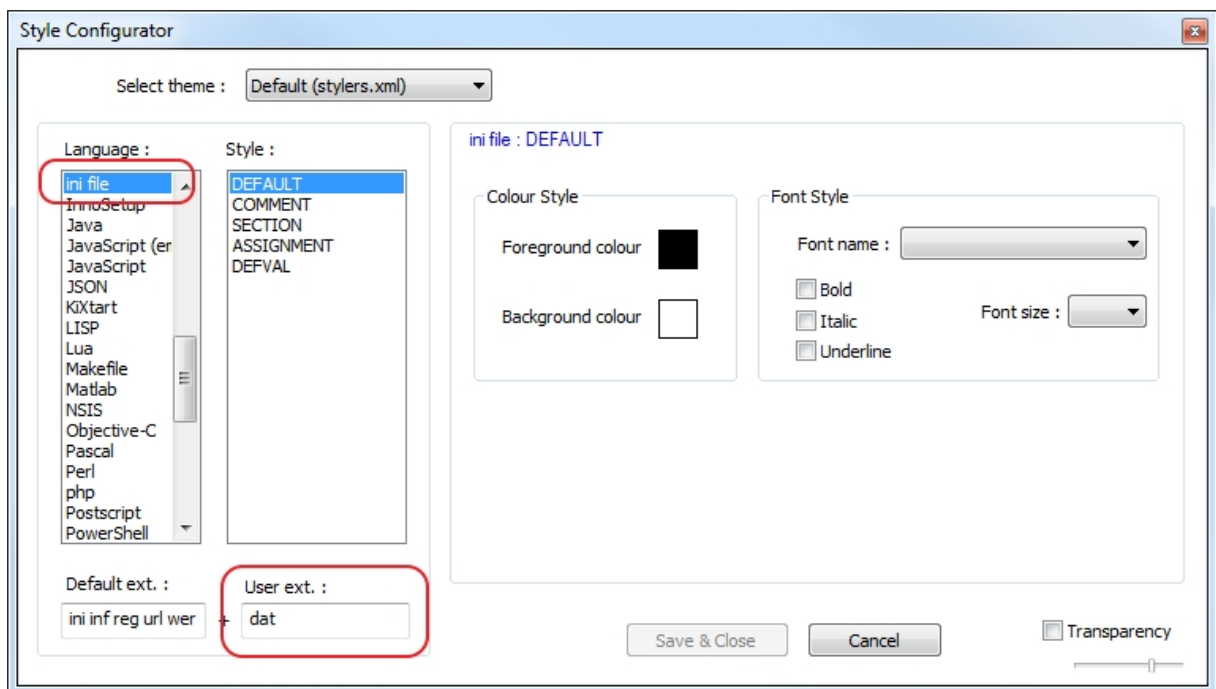 Style Configurator
Select theme :
Default (stylers.xml)
Language :
ini file
InnoSetup
Java
JavaScript (em
JavaScript
JSON
KiXtart
LISP
Lua
Makefile
Matlab
NSIS
Objective-C
Pascal
Perl
php
Postscript
PowerShell
Style :
DEFAULT
COMMENT
SECTION
ASSIGNMENT
DEFVAL
Default ext. :
ini inf reg url wer
+
User ext. :
dat
ini file : DEFAULT
Colour Style
Foreground colour
Background colour
Font Style
Font name :
Bold
Italic
Underline
Font size :
Save & Close
Cancel
Transparency